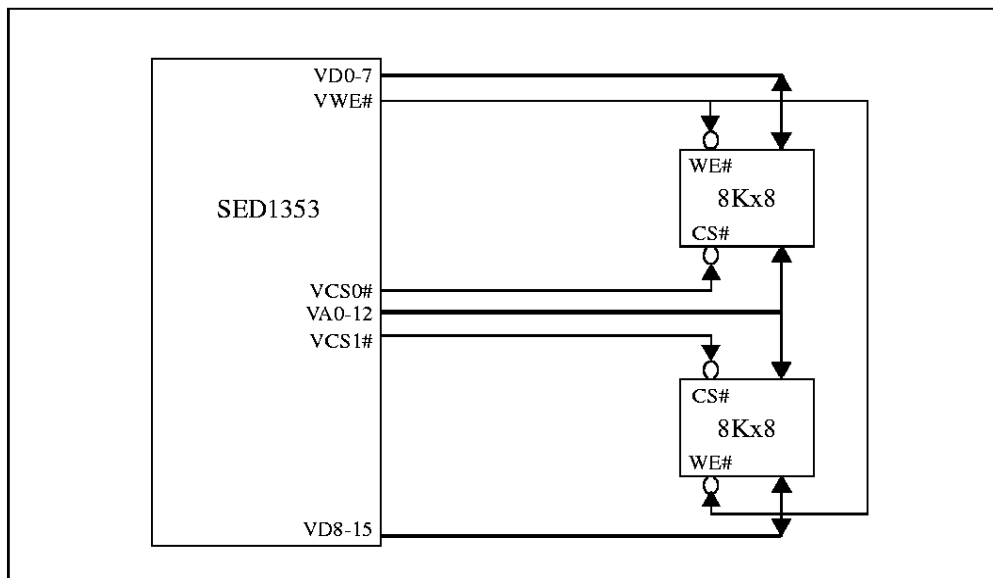 VD0-7
VWE#
WE#
8Kx8
SED1353
CS#
VCS0#
VA0-12
VCS1#
CS#
8Kx8
WE#
VD8-15